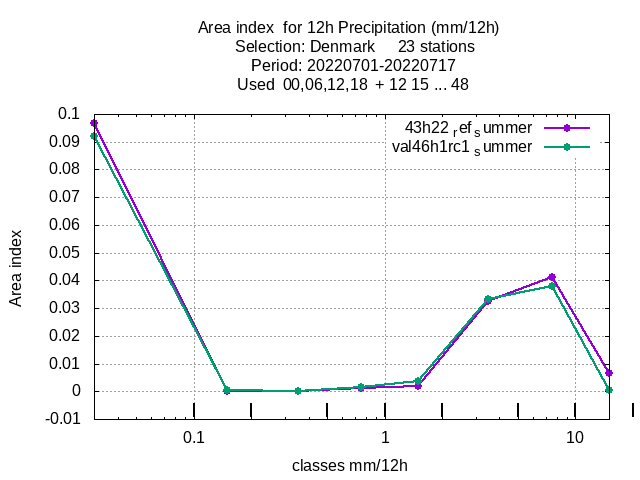 Area index  for 12h Precipitation (mm/12h)
Selection: Denmark     23 stations
Period: 20220701-20220717
Used  00,06,12,18  + 12 15 ... 48
43h22 ref summer
val46h1rc1 summer
0.1
0.09
0.08
0.07
0.06
0.05
0.04
0.03
0.02
0.01
0
-0.01
Area index
0.1 1 10
classes mm/12h